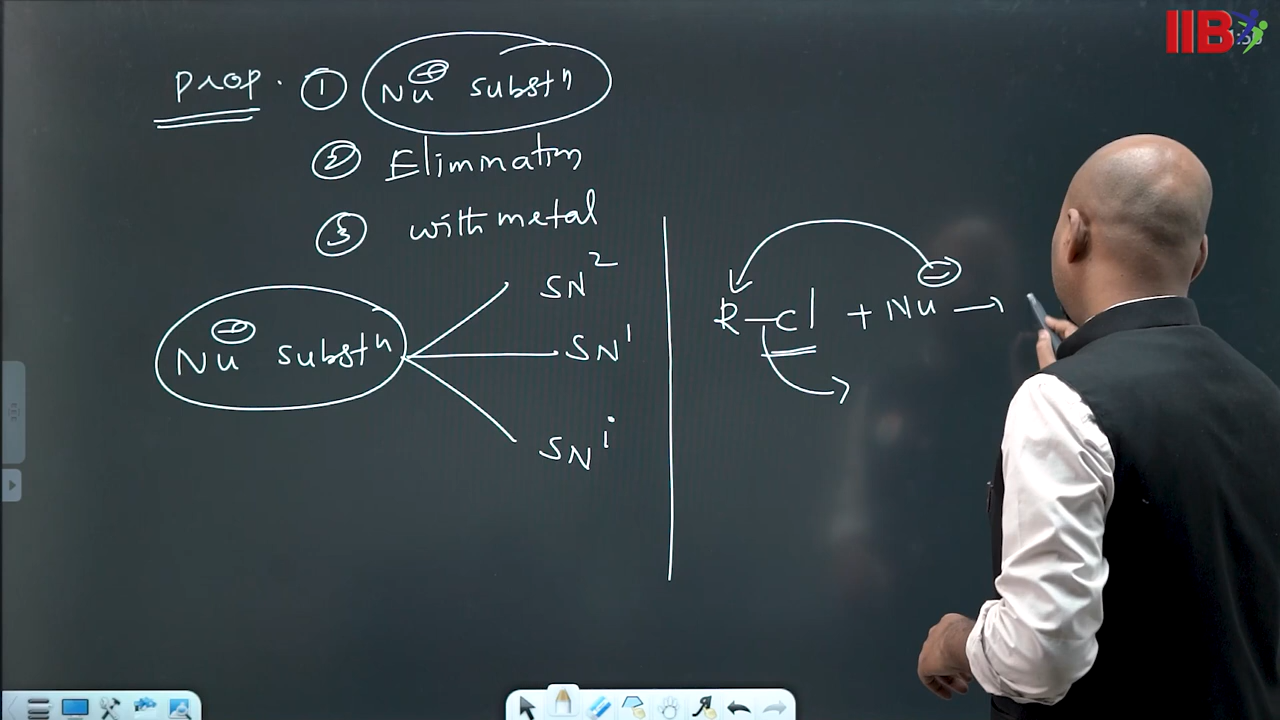 IIB
Prop. ① Nu⊖ substⁿ
② Elimination
③ with metal
Nu⊖ substⁿ
SN²
SN¹
SNⁱ
R–Cl + Nu⊖ →